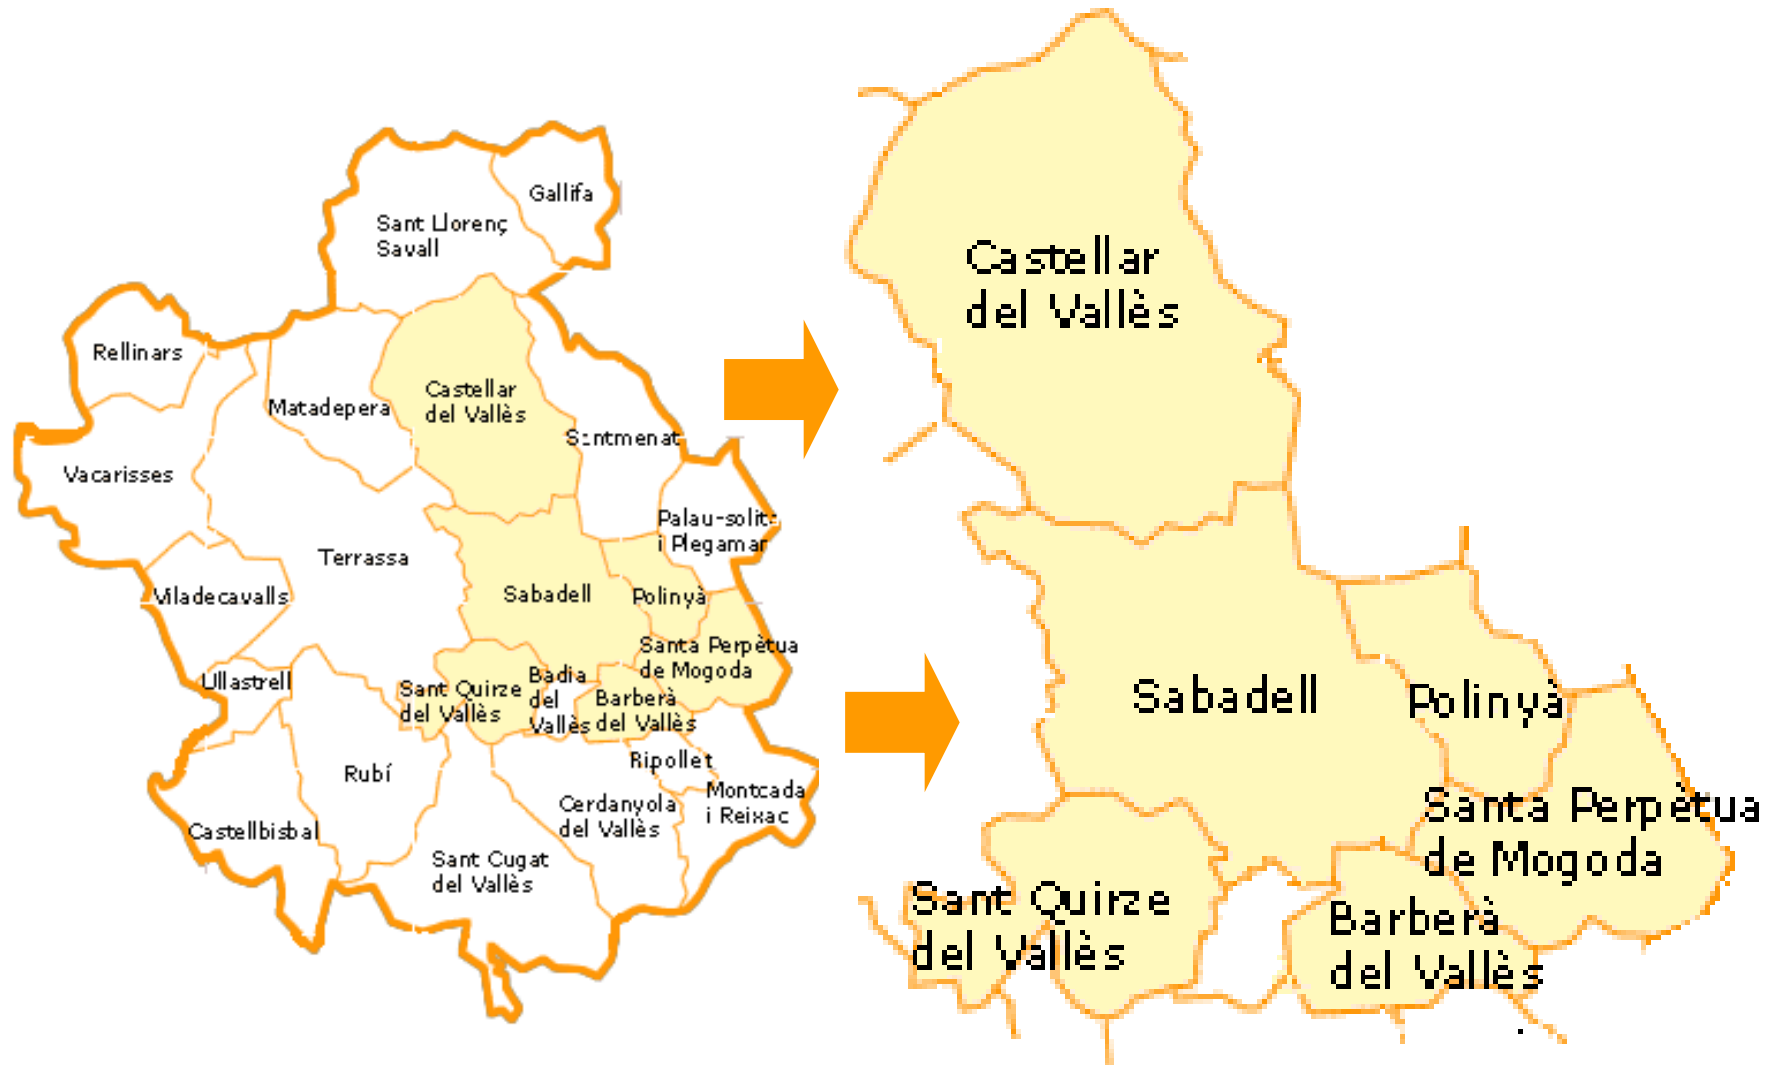 Gallifa
Sant Llorenç
Savall
Rellinars
Castellar
del Vallès
Matadepera
Sentmenat
Vacarisses
Palau-solit
i Plegaman
Terrassa
Viladecavalls
Sabadell
Polinyà
Santa Perpètua
de Mogoda
Ullastrell
Sant Quirze
del Vallès
Badia
del
Vallès
Barberà
del Vallès
Rubí
Ripollet
Montcada
i Reixac
Cerdanyola
del Vallès
Castellbisbal
Sant Cugat
del Vallès
Castellar
del Vallès
Sabadell
Polinyà
Santa Perpètua
de Mogoda
Sant Quirze
del Vallès
Barberà
del Vallès